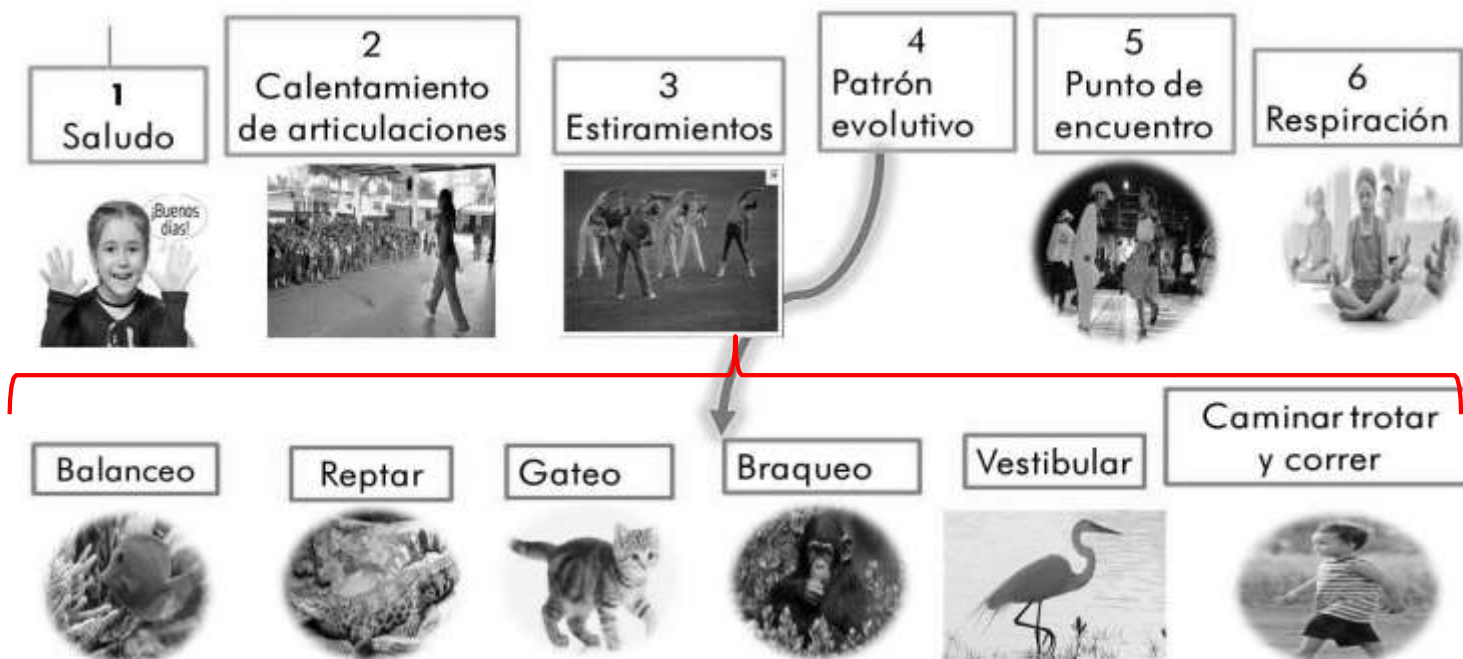 1
Saludo
2
Calentamiento
de articulaciones
3
Estiramientos
4
Patrón
evolutivo
5
Punto de
encuentro
6
Respiración
¡Buenos
días!
Balanceo
Reptar
Gateo
Braqueo
Vestibular
Caminar trotar
y correr